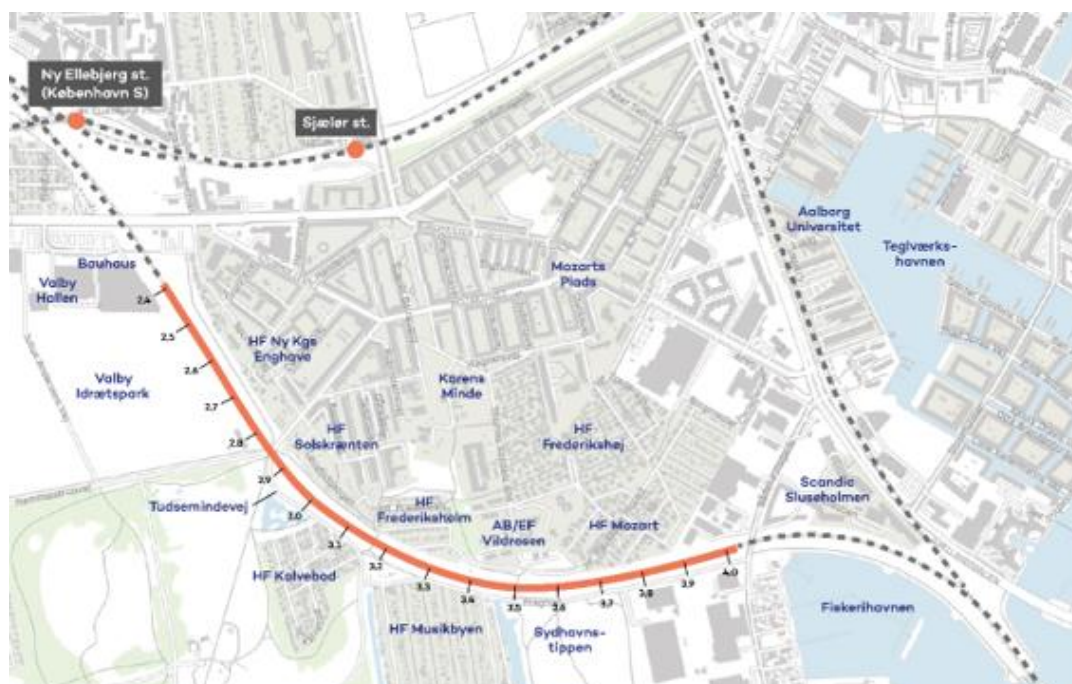 Ny Ellebjerg st.
(København S)
Sjælør st.
Aalborg
Universitet
Teglværks-
havnen
Bauhaus
Valby
Hallen
Mozarts
Plads
2.4
2.5
HF Ny Kgs
Enghave
2.6
Valby
Idrætspark
Karens
Minde
2.7
HF
Solskrænten
HF
Frederikshøj
2.8
2.9
Scandic
Sluseholmen
Tudsemindevej
3.0
HF
Frederiksholm
AB/EF
Vildrosen
HF Mozart
3.1
3.2
HF Kalvebod
3.3
3.4
3.5
3.6
3.7
3.8
3.9
4.0
Fiskerihavnen
HF Musikbyen
Sydhavns-
tippen